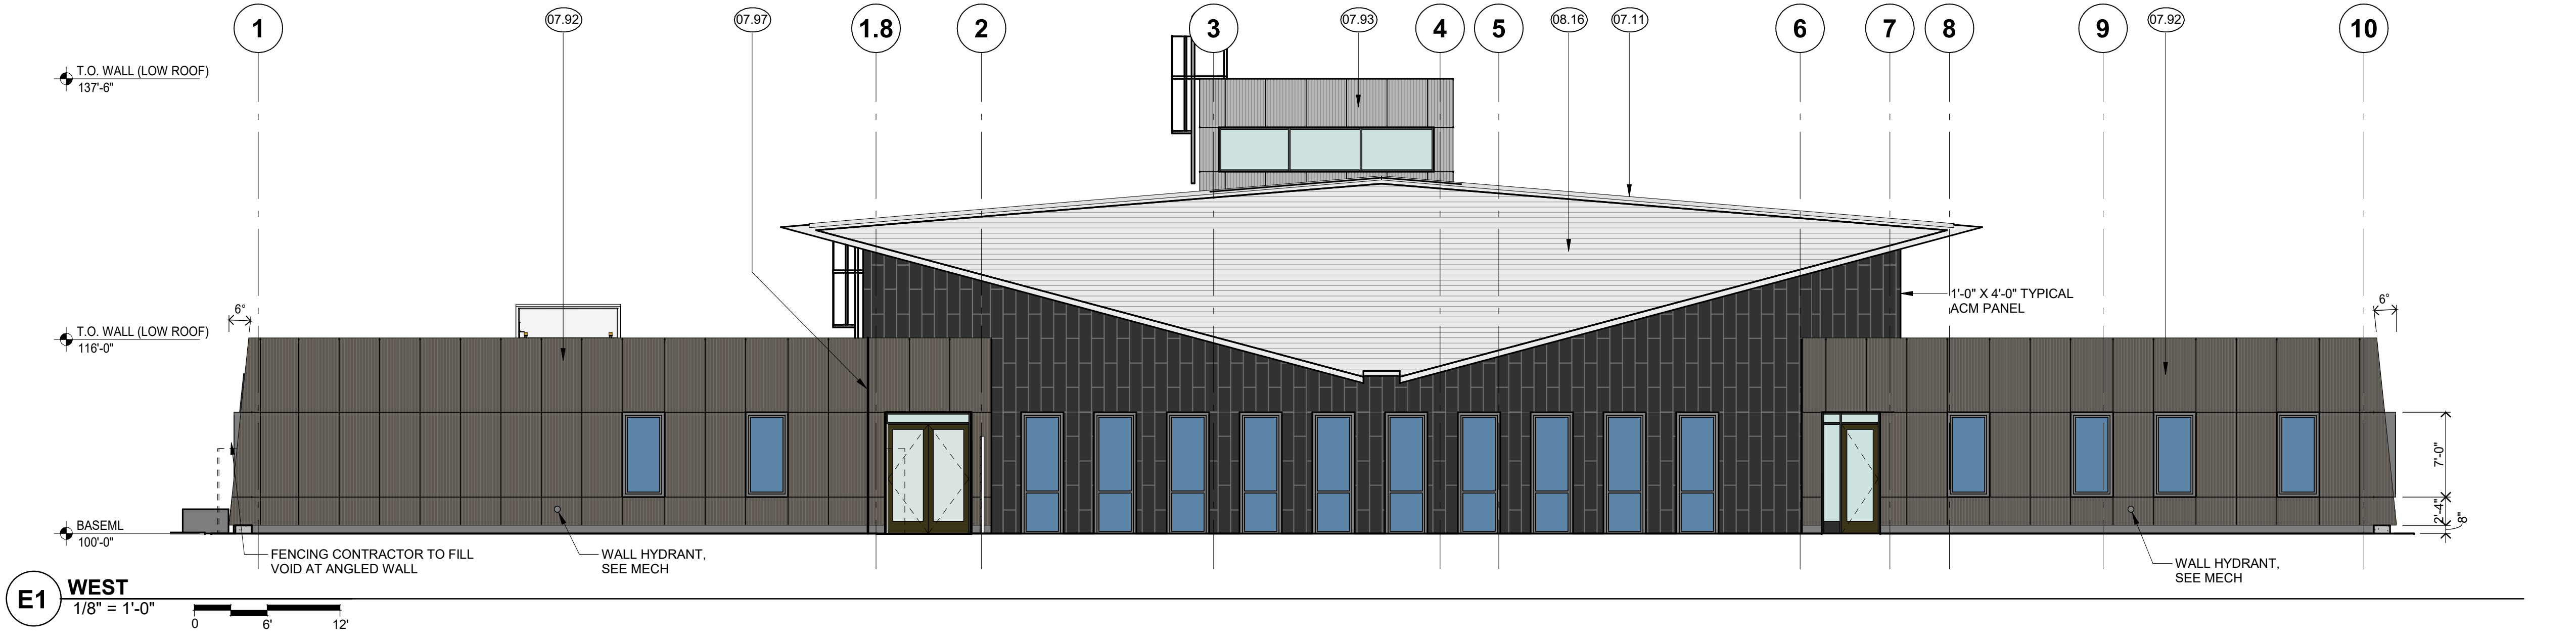 1
07.92
07.97
1.8
2
3
07.93
4
5
08.16
07.11
6
7
8
9
07.92
10
T.O. WALL (LOW ROOF)
137'-6"
6°
1'-0" X 4'-0" TYPICAL
ACM PANEL
6°
T.O. WALL (LOW ROOF)
116'-0"
7'-0"
2'-4"
8"
BASEML
100'-0"
FENCING CONTRACTOR TO FILL
VOID AT ANGLED WALL
WALL HYDRANT,
SEE MECH
WALL HYDRANT,
SEE MECH
E1
WEST
1/8" = 1'-0"
0
6'
12'